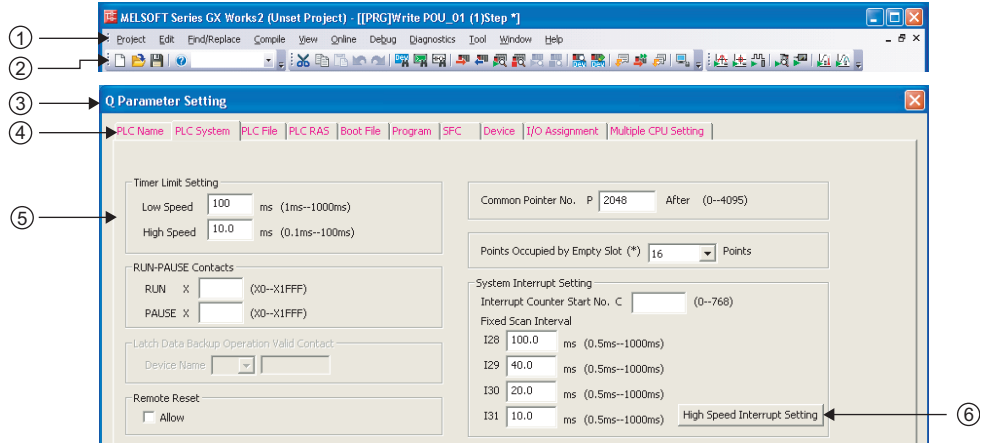 MELSOFT Series GX Works2 (Unset Project) - [[PRG]Write POU_01 (1)Step *]
① Project Edit Find/Replace Compile View Online Debug Diagnostics Tool Window Help
②
③ Q Parameter Setting
④ PLC Name PLC System PLC File PLC RAS Boot File Program SFC Device I/O Assignment Multiple CPU Setting
⑤
Timer Limit Setting
Low Speed 100 ms (1ms--1000ms)
High Speed 10.0 ms (0.1ms--100ms)
RUN-PAUSE Contacts
RUN X (X0--X1FFF)
PAUSE X (X0--X1FFF)
Latch Data Backup Operation Valid Contact
Device Name
Remote Reset
Allow
Common Pointer No. P 2048 After (0--4095)
Points Occupied by Empty Slot (*) 16 Points
System Interrupt Setting
Interrupt Counter Start No. C (0--768)
Fixed Scan Interval
I28 100.0 ms (0.5ms--1000ms)
I29 40.0 ms (0.5ms--1000ms)
I30 20.0 ms (0.5ms--1000ms)
I31 10.0 ms (0.5ms--1000ms) High Speed Interrupt Setting ⑥